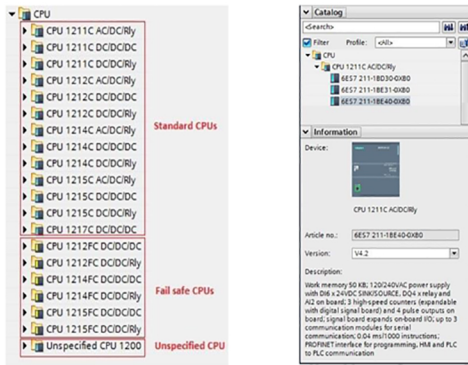 CPU
CPU 1211C AC/DC/Rly
CPU 1211C DC/DC/DC
CPU 1211C DC/DC/Rly
CPU 1212C AC/DC/Rly
CPU 1212C DC/DC/DC
CPU 1212C DC/DC/Rly
CPU 1214C AC/DC/Rly
CPU 1214C DC/DC/DC
CPU 1214C DC/DC/Rly
CPU 1215C AC/DC/Rly
CPU 1215C DC/DC/DC
CPU 1215C DC/DC/Rly
CPU 1217C DC/DC/DC
Standard CPUs
CPU 1212FC DC/DC/DC
CPU 1212FC DC/DC/Rly
CPU 1214FC DC/DC/DC
CPU 1214FC DC/DC/Rly
CPU 1215FC DC/DC/DC
CPU 1215FC DC/DC/Rly
Fail safe CPUs
Unspecified CPU 1200
Unspecified CPU
Catalog
<Search>
Filter Profile: <All>
CPU
CPU 1211C AC/DC/Rly
6ES7 211-1BD30-0XB0
6ES7 211-1BE31-0XB0
6ES7 211-1BE40-0XB0
Information
Device:
CPU 1211C AC/DC/Rly
Article no.: 6ES7 211-1BE40-0XB0
Version: V4.2
Description:
Work memory 50 KB; 120/240VAC power supply
with DI6 x 24VDC SINK/SOURCE, DQ4 x relay and
AI2 on board; 3 high-speed counters (expandable
with digital signal board) and 4 pulse outputs on
board; signal board expands on-board I/O; up to 3
communication modules for serial
communication; 0.04 ms/1000 instructions;
PROFINET interface for programming, HMI and PLC
to PLC communication